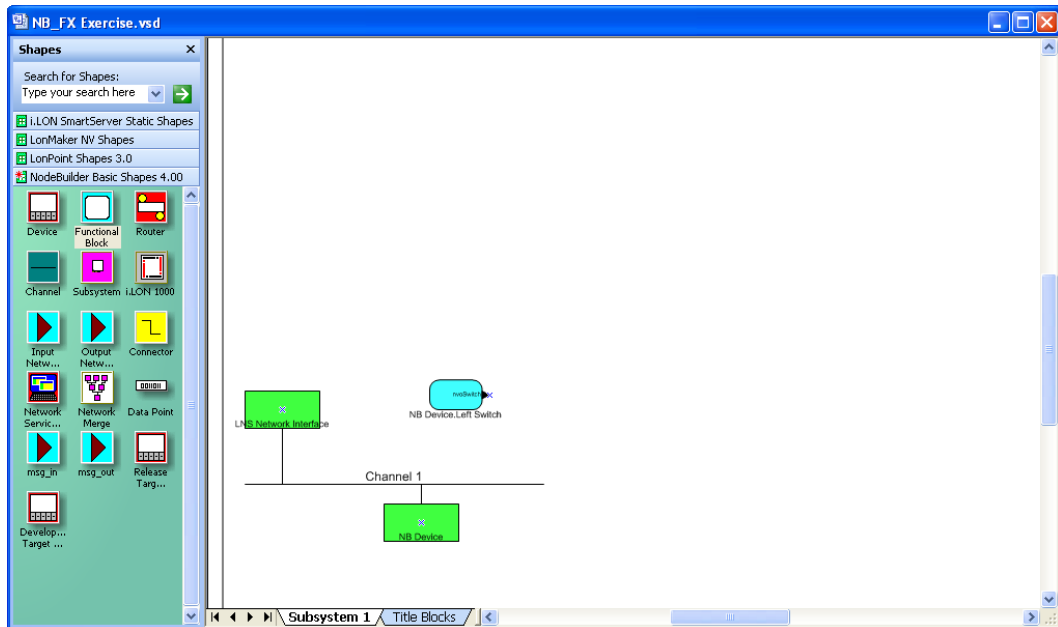 NB_FX Exercise.vsd
Shapes
Search for Shapes:
Type your search here
i.LON SmartServer Static Shapes
LonMaker NV Shapes
LonPoint Shapes 3.0
NodeBuilder Basic Shapes 4.00
Device
Functional
Block
Router
Channel
Subsystem
i.LON 1000
Input
Netw...
Output
Netw...
Connector
Network
Servic...
Network
Merge
Data Point
msg_in
msg_out
Release
Targ...
Develop...
Target ...
nvoSwitch
NB Device.Left Switch
LNS Network Interface
Channel 1
NB Device
Subsystem 1
Title Blocks